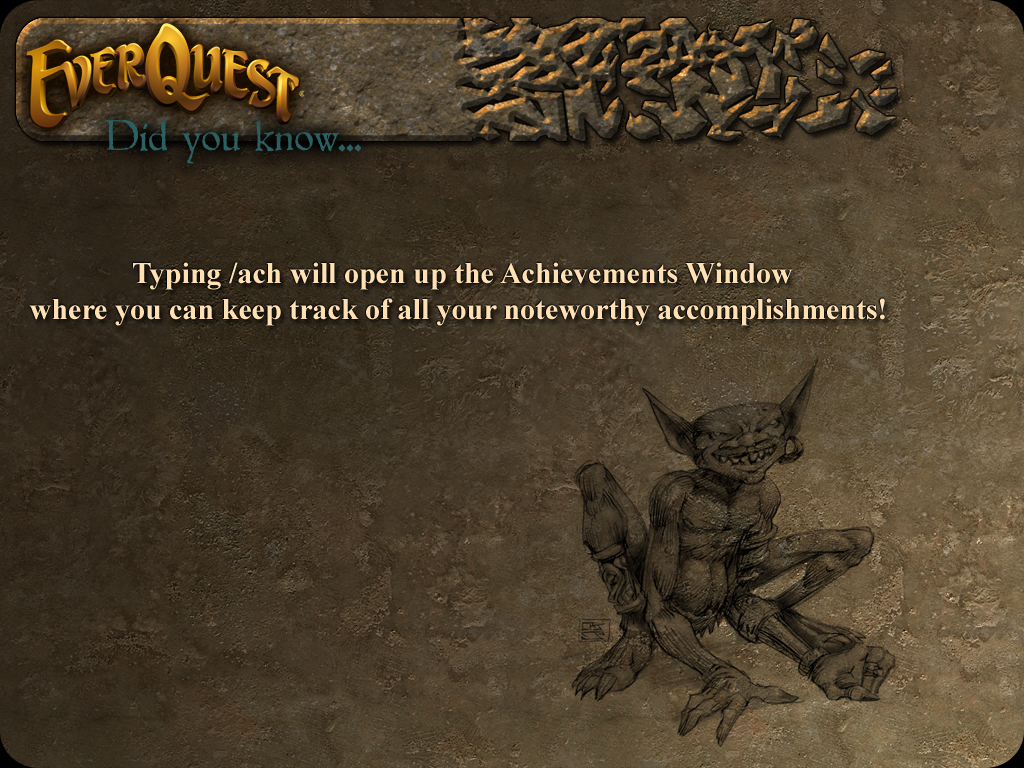 EverQuest
Did you know...
Typing /ach will open up the Achievements Window
where you can keep track of all your noteworthy accomplishments!